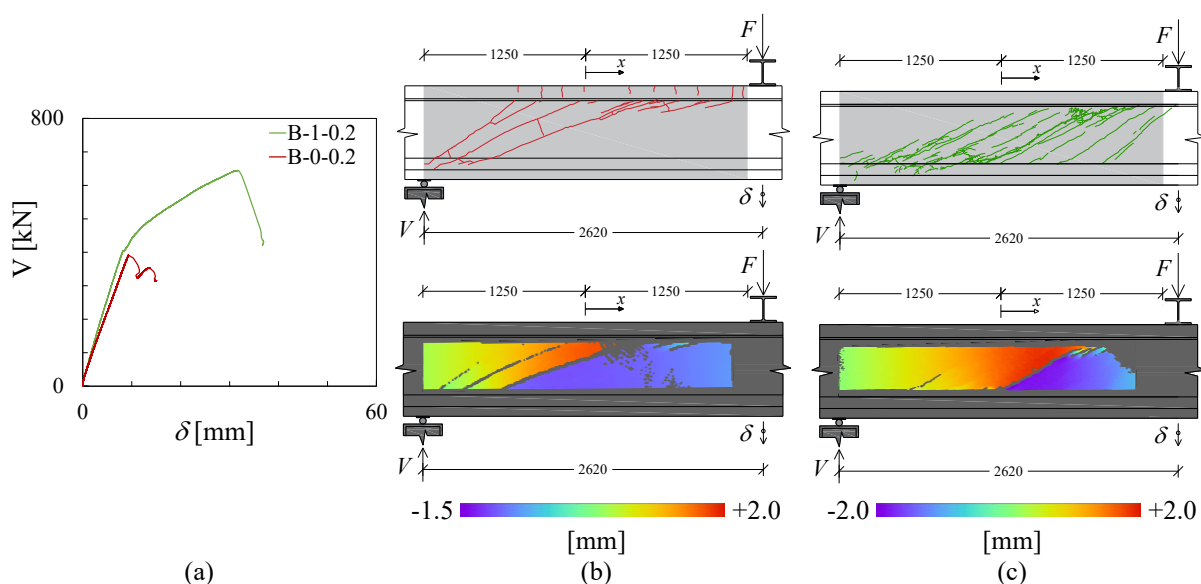 800
V [kN]
0
0
60
δ [mm]
B-1-0.2
B-0-0.2
(a)
F
1250
1250
x
V
δ
2620
F
1250
1250
x
V
δ
2620
-1.5
+2.0
[mm]
(b)
F
1250
1250
x
V
δ
2620
F
1250
1250
x
V
δ
2620
-2.0
+2.0
[mm]
(c)